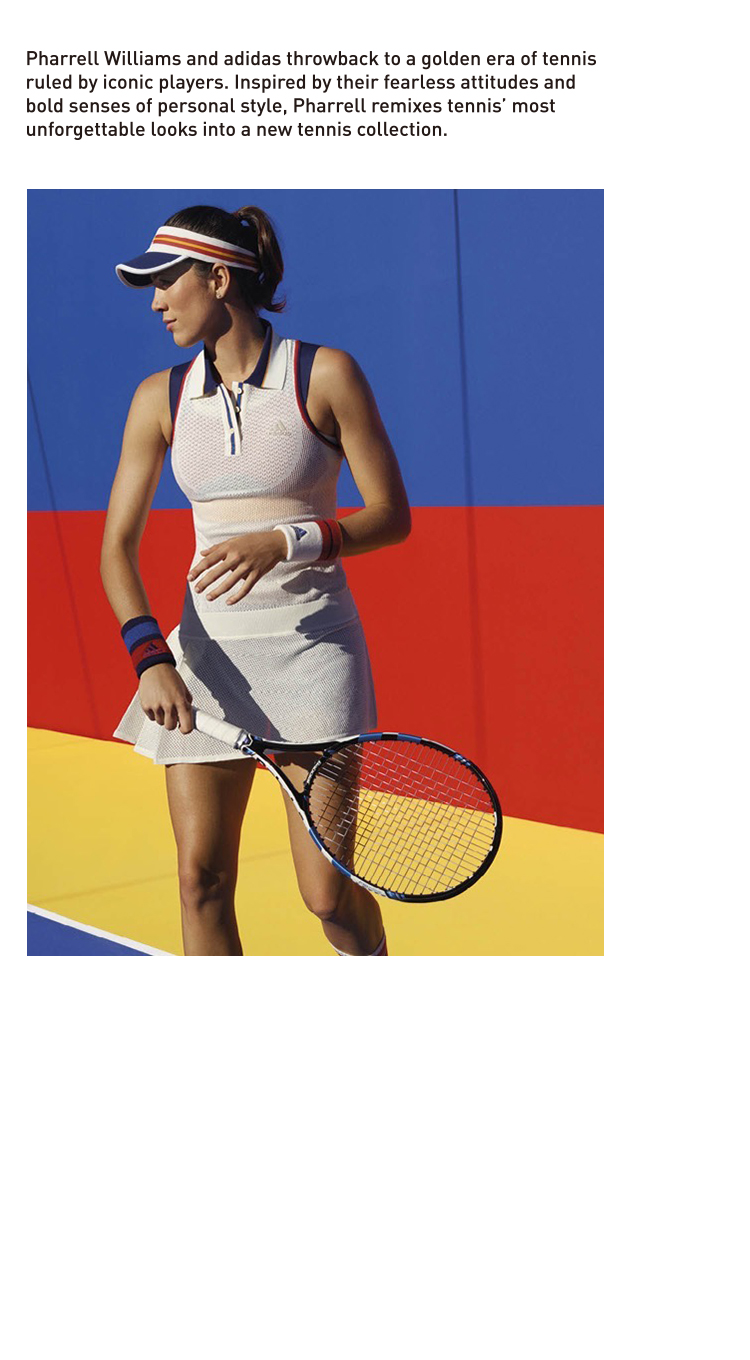 Pharrell Williams and adidas throwback to a golden era of tennis
ruled by iconic players. Inspired by their fearless attitudes and
bold senses of personal style, Pharrell remixes tennis’ most
unforgettable looks into a new tennis collection.